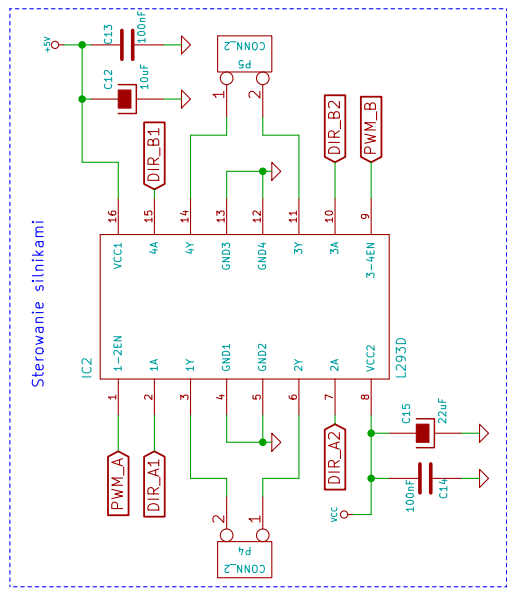 Sterowanie silnikami
+5V
C13
100nF
C12
10uF
CONN_2
P5
1
2
DIR_B1
DIR_B2
PWM_B
16
15
14
13
12
11
10
9
VCC1
4A
4Y
GND3
GND4
3Y
3A
3-4EN
IC2
L293D
1-2EN
1A
1Y
GND1
GND2
2Y
2A
VCC2
1
2
3
4
5
6
7
8
PWM_A
DIR_A1
DIR_A2
C15
22uF
100nF
C14
VCC
2
1
P4
CONN_2